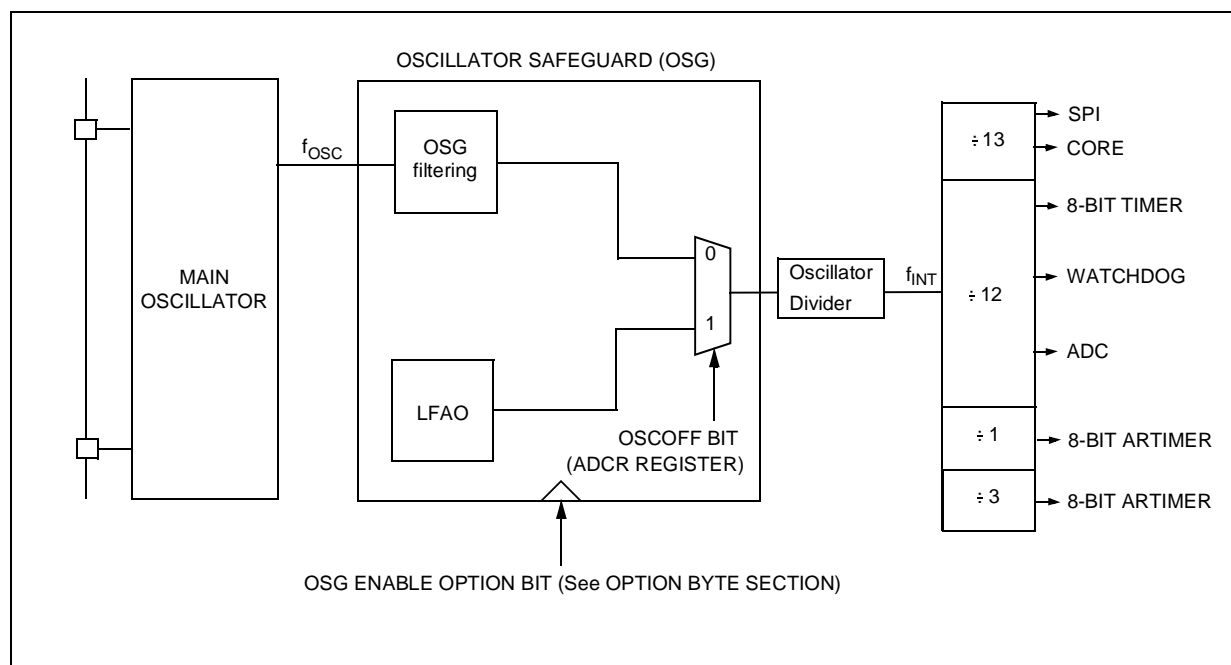 OSCILLATOR SAFEGUARD (OSG)
MAIN
OSCILLATOR
fOSC
OSG
filtering
LFAO
0
1
OSCOFF BIT
(ADCR REGISTER)
OSG ENABLE OPTION BIT (See OPTION BYTE SECTION)
Oscillator
Divider
fINT
÷ 13
SPI
CORE
÷ 12
8-BIT TIMER
WATCHDOG
ADC
÷ 1
8-BIT ARTIMER
÷ 3
8-BIT ARTIMER